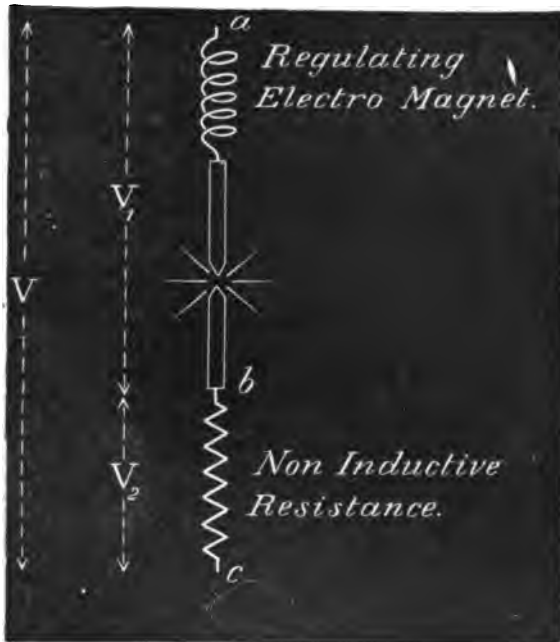 a
Regulating
Electro Magnet.
V₁
V
b
V₂
Non Inductive
Resistance.
c